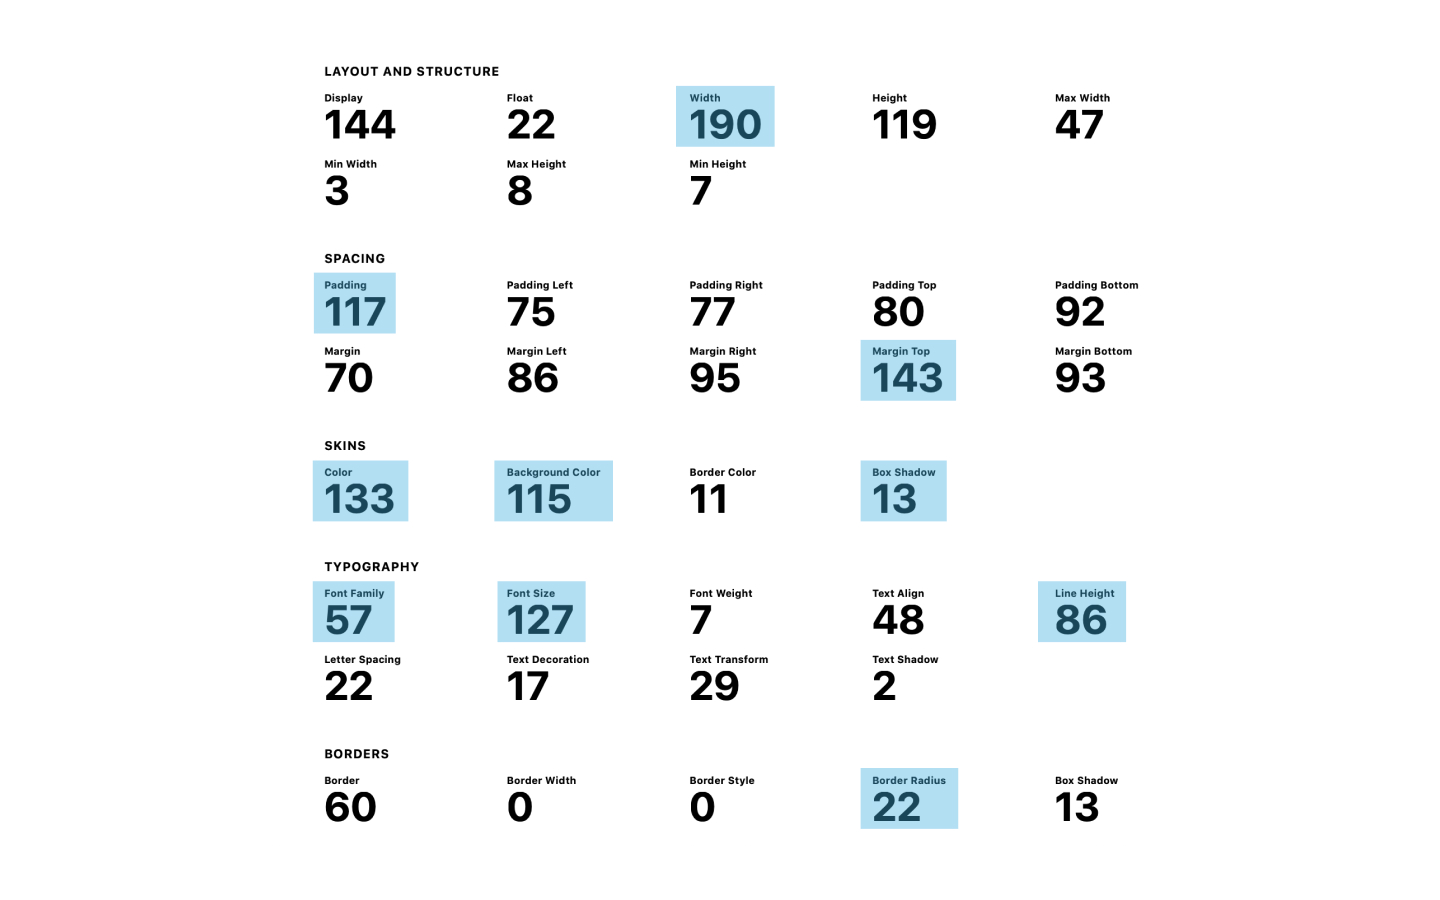 LAYOUT AND STRUCTURE
Display Float Width Height Max Width
144 22 190 119 47
Min Width Max Height Min Height
3 8 7
SPACING
Padding Padding Left Padding Right Padding Top Padding Bottom
117 75 77 80 92
Margin Margin Left Margin Right Margin Top Margin Bottom
70 86 95 143 93
SKINS
Color Background Color Border Color Box Shadow
133 115 11 13
TYPOGRAPHY
Font Family Font Size Font Weight Text Align Line Height
57 127 7 48 86
Letter Spacing Text Decoration Text Transform Text Shadow
22 17 29 2
BORDERS
Border Border Width Border Style Border Radius Box Shadow
60 0 0 22 13